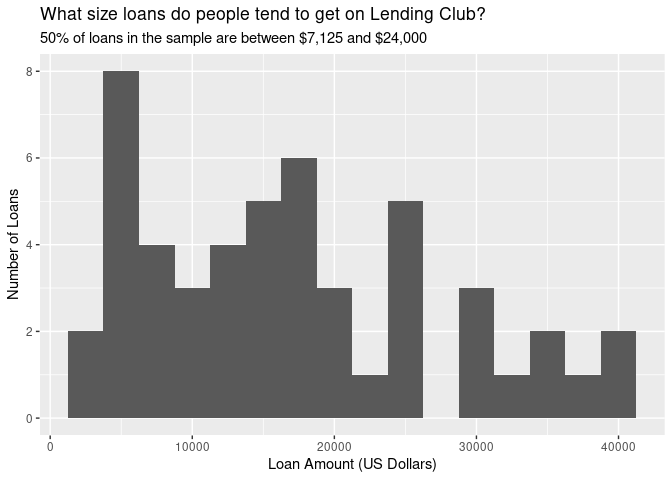 What size loans do people tend to get on Lending Club?
50% of loans in the sample are between $7,125 and $24,000
8
6
4
2
0
Number of Loans
0 10000 20000 30000 40000
Loan Amount (US Dollars)